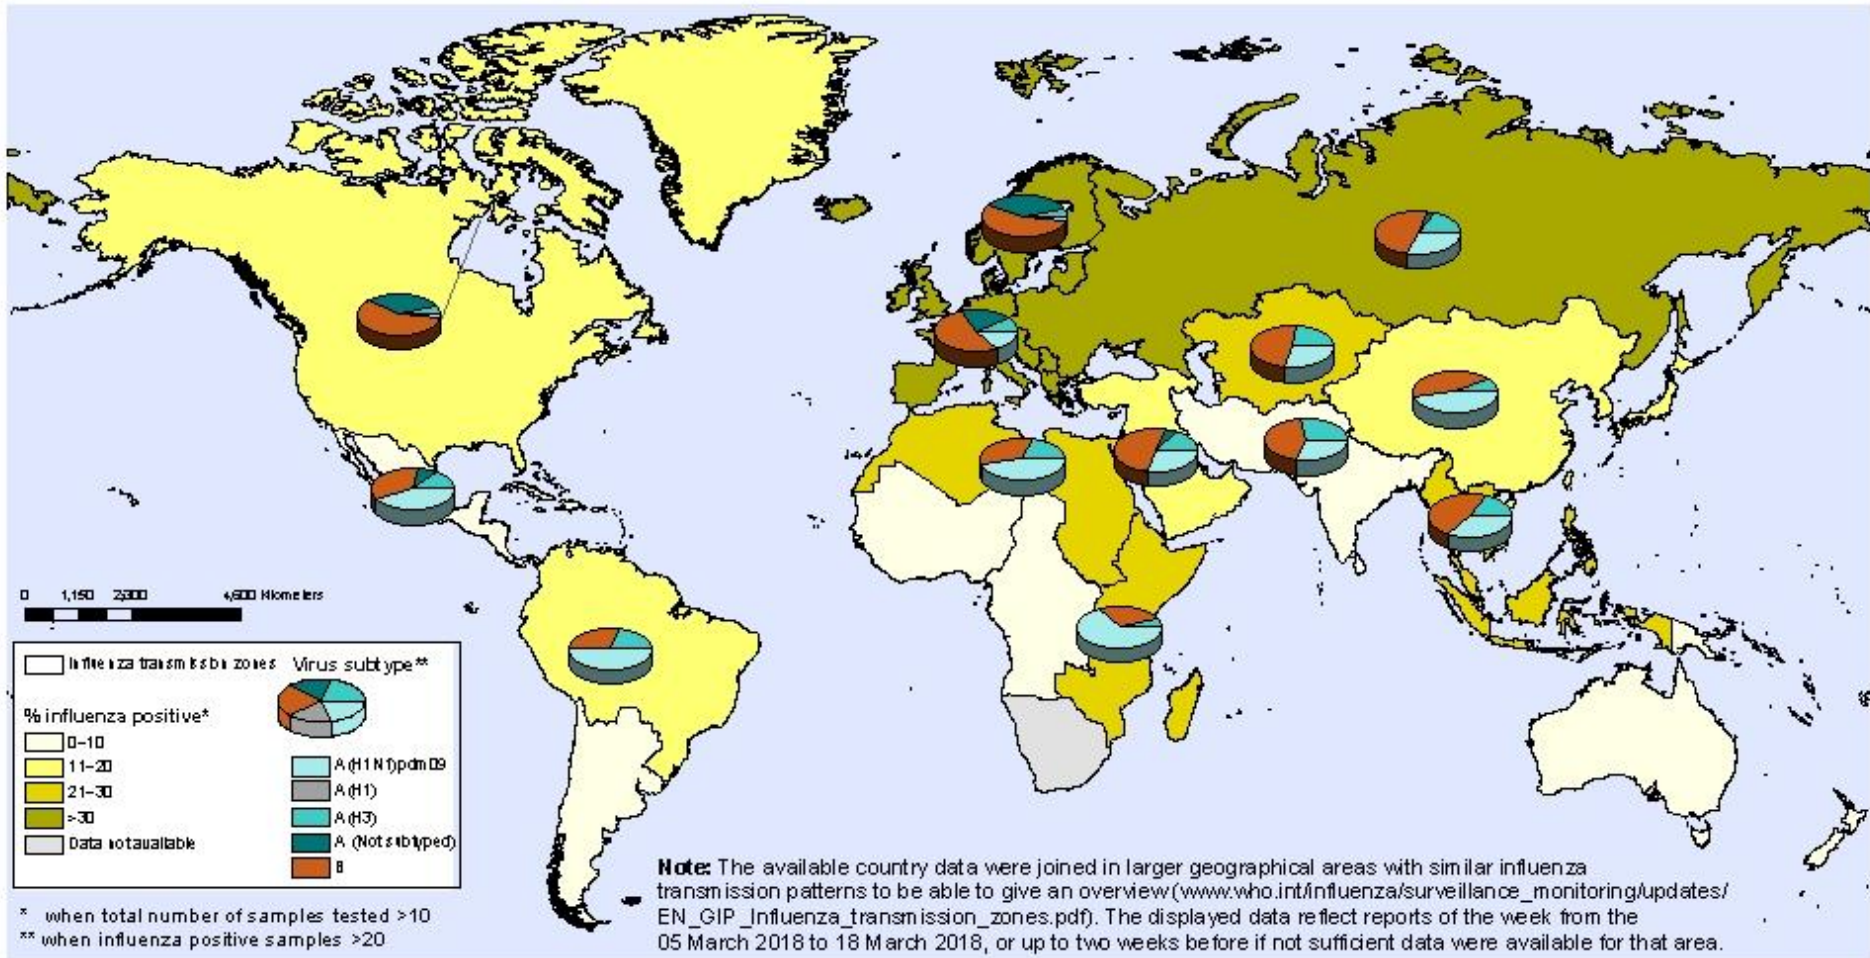 0 1,150 2,300 4,600 Kilometers
Influenza transmission zones
Virus subtype**
% influenza positive*
0-10
11-20
21-30
>30
Data not available
A(H1N1)pdm09
A(H1)
A(H3)
A (Not subtyped)
B
* when total number of samples tested >10
** when influenza positive samples >20
Note: The available country data were joined in larger geographical areas with similar influenza
transmission patterns to be able to give an overview (www.who.int/influenza/surveillance_monitoring/updates/
EN_GIP_Influenza_transmission_zones.pdf). The displayed data reflect reports of the week from the
05 March 2018 to 18 March 2018, or up to two weeks before if not sufficient data were available for that area.